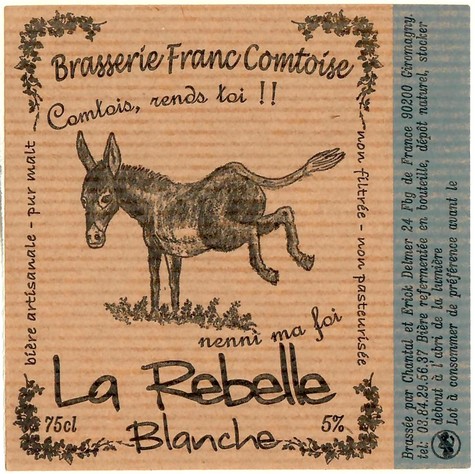 Brasserie Franc Comtoise
Comtois, rends toi !!
bière artisanale - pur malt
non filtrée - non pasteurisée
nenni ma foi
La Rebelle
75cl
Blanche
5%
Brassée par Chantal et Erick Delmer 24 Fbg de France 90200 Giromagny.
tel: 03.84.29.56.37 Bière refermentée en bouteille, dépôt naturel, stocker
debout à l'abri de la lumière
Lot à consommer de préférence avant le